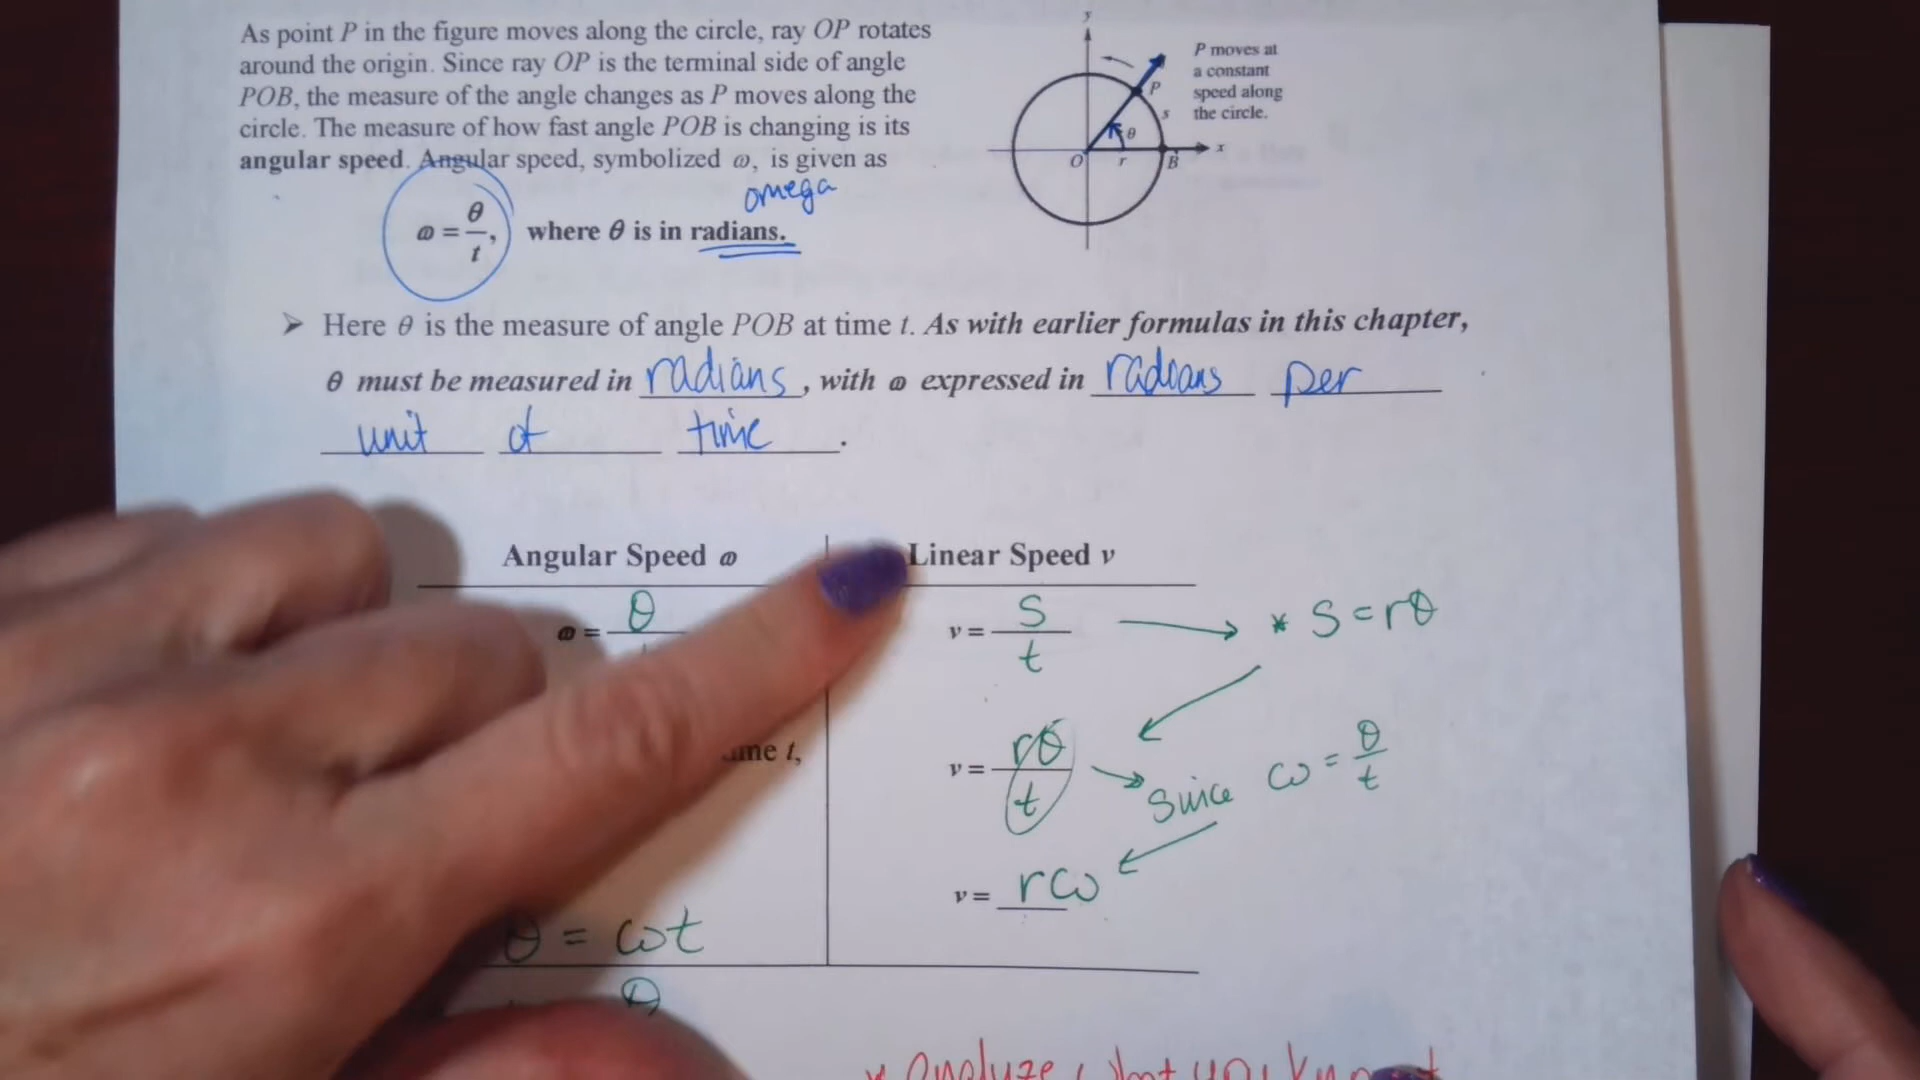 As point P in the figure moves along the circle, ray OP rotates
around the origin. Since ray OP is the terminal side of angle
POB, the measure of the angle changes as P moves along the
circle. The measure of how fast angle POB is changing is its
angular speed. Angular speed, symbolized ω, is given as
omega
ω = θ/t, where θ is in radians.
y
P moves at
a constant
speed along
the circle.
P
s
θ
O r B x
➤ Here θ is the measure of angle POB at time t. As with earlier formulas in this chapter,
θ must be measured in radians, with ω expressed in radians per
unit of time.
Angular Speed ω
ω = θ
me t,
θ = ωt
θ
Linear Speed v
v = s/t → * S = rθ
v = rθ/t → Since ω = θ/t
v = rω
* Analyze what you know